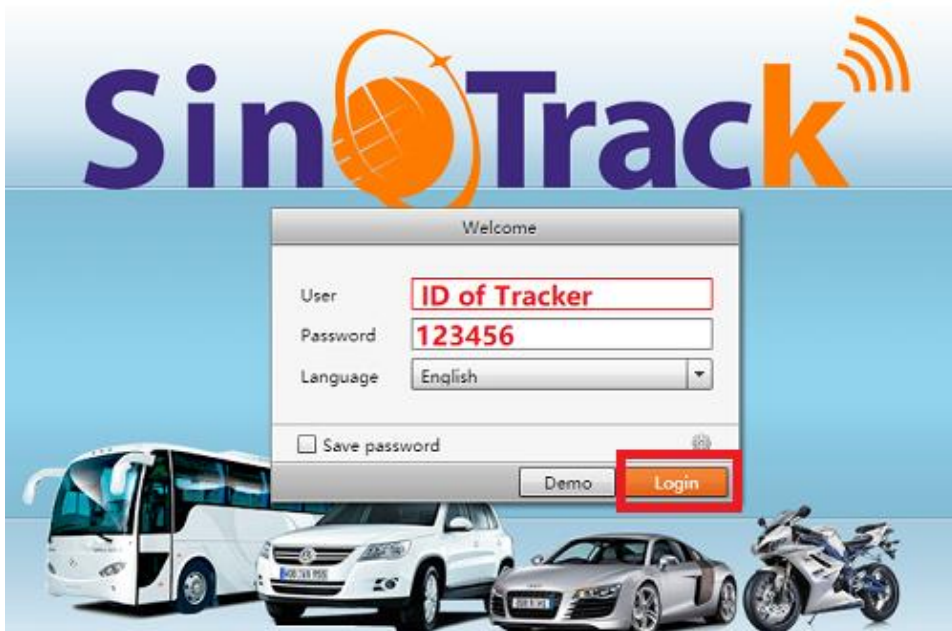 SinoTrack
Welcome
User ID of Tracker
Password 123456
Language English
Save password
Demo Login